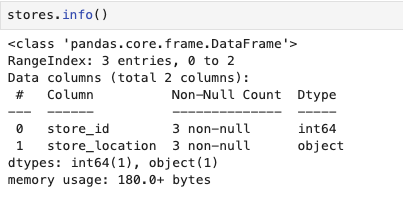 stores.info()
<class 'pandas.core.frame.DataFrame'>
RangeIndex: 3 entries, 0 to 2
Data columns (total 2 columns):
 #   Column          Non-Null Count  Dtype
---  ------          --------------  -----
 0   store_id        3 non-null      int64
 1   store_location  3 non-null      object
dtypes: int64(1), object(1)
memory usage: 180.0+ bytes